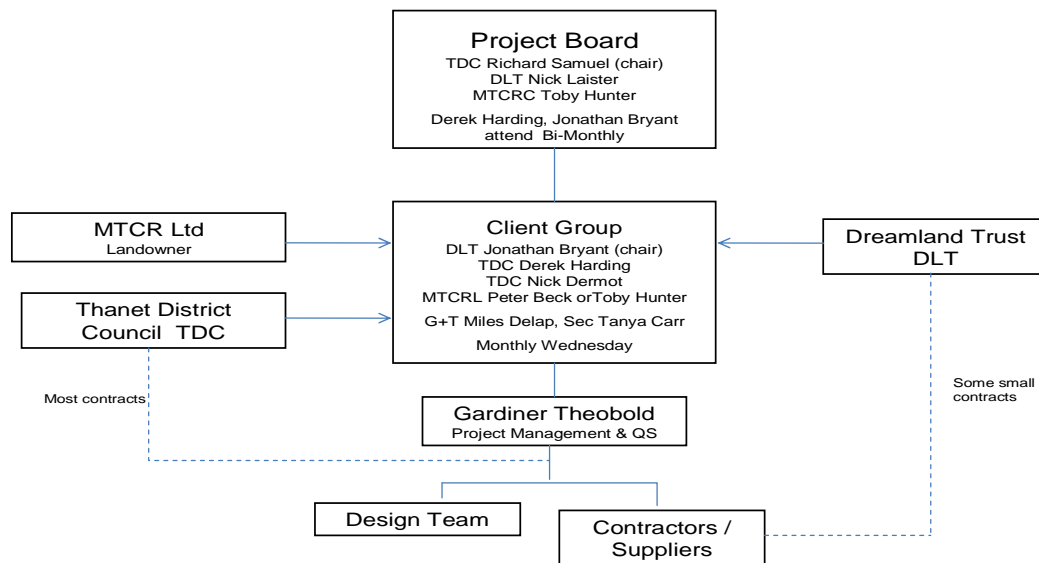 Project Board
TDC Richard Samuel (chair)
DLT Nick Laister
MTCRC Toby Hunter
Derek Harding, Jonathan Bryant
attend Bi-Monthly
MTCR Ltd
Landowner
Thanet District
Council TDC
Client Group
DLT Jonathan Bryant (chair)
TDC Derek Harding
TDC Nick Dermot
MTCRL Peter Beck orToby Hunter
G+T Miles Delap, Sec Tanya Carr
Monthly Wednesday
Dreamland Trust
DLT
Most contracts
Some small
contracts
Gardiner Theobold
Project Management & QS
Design Team
Contractors /
Suppliers